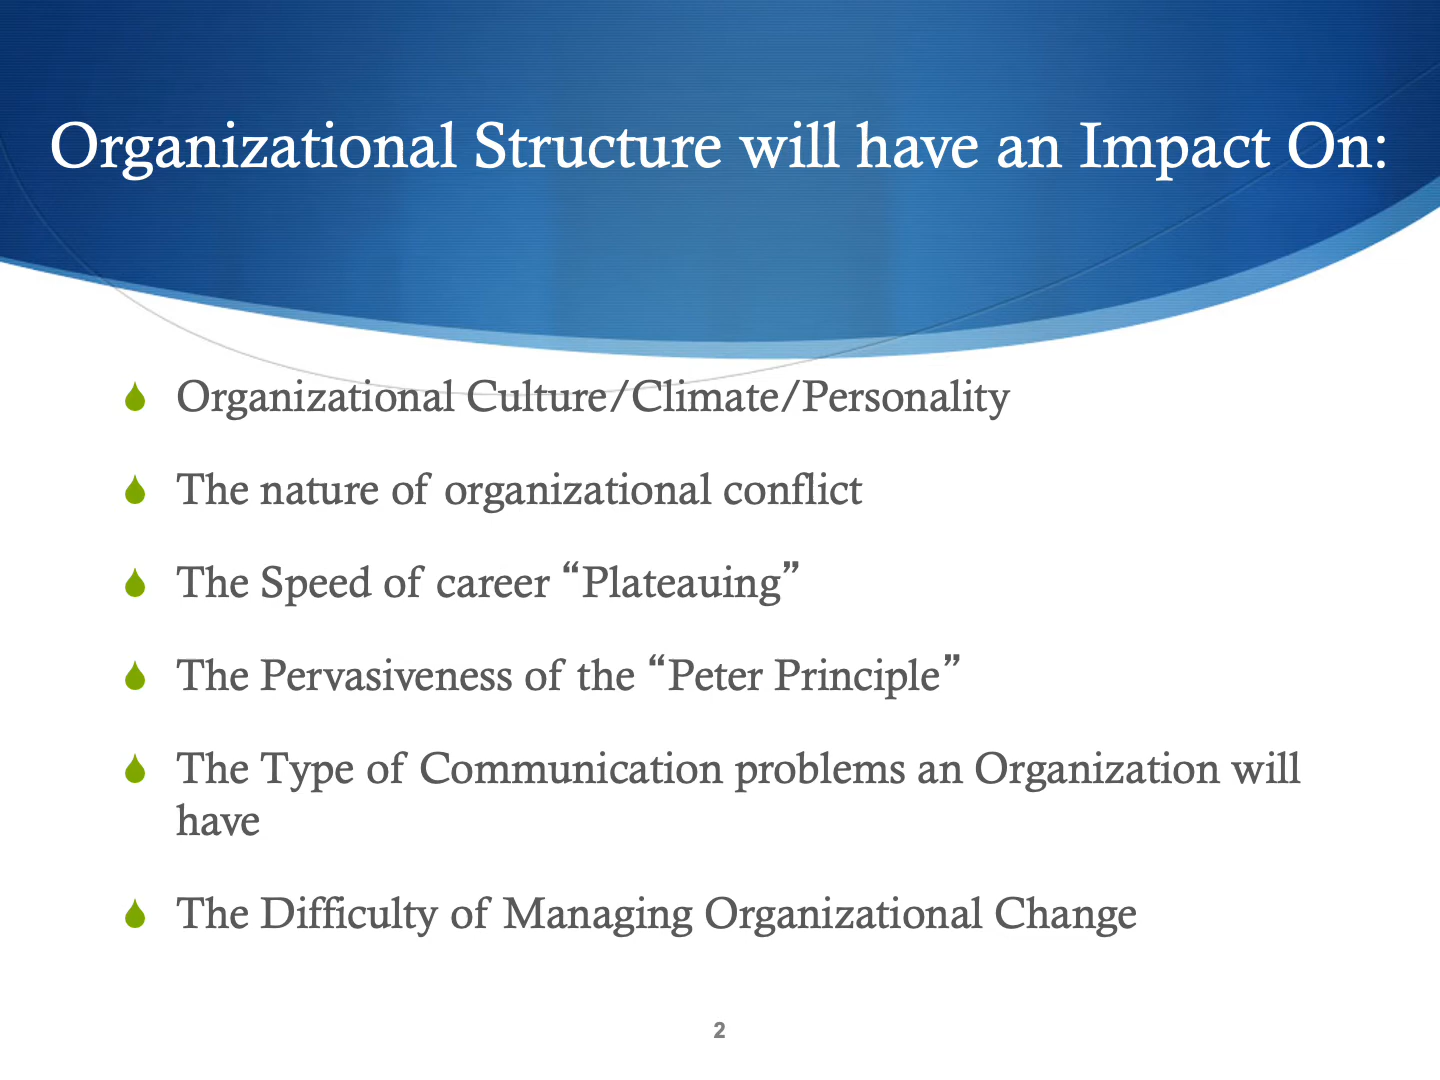 Organizational Structure will have an Impact On:
Organizational Culture/Climate/Personality
The nature of organizational conflict
The Speed of career “Plateauing”
The Pervasiveness of the “Peter Principle”
The Type of Communication problems an Organization will
have
The Difficulty of Managing Organizational Change
2